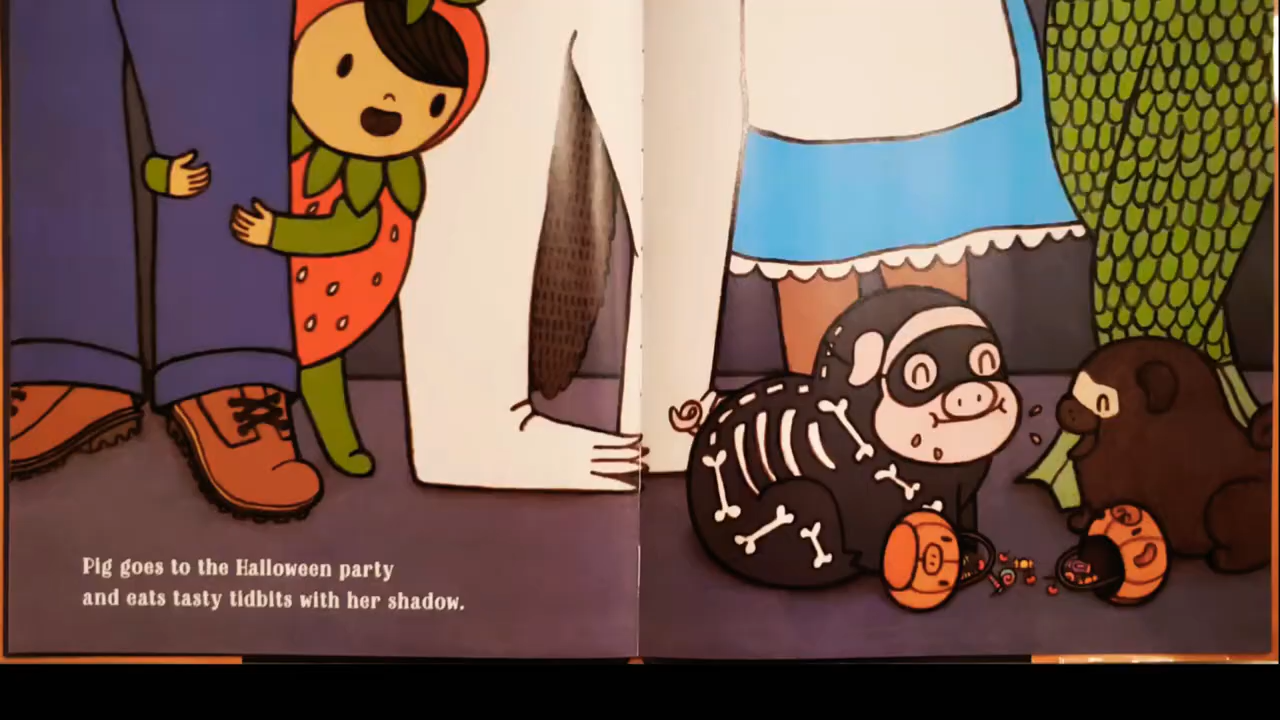 Pig goes to the Halloween party
and eats tasty tidbits with her shadow.